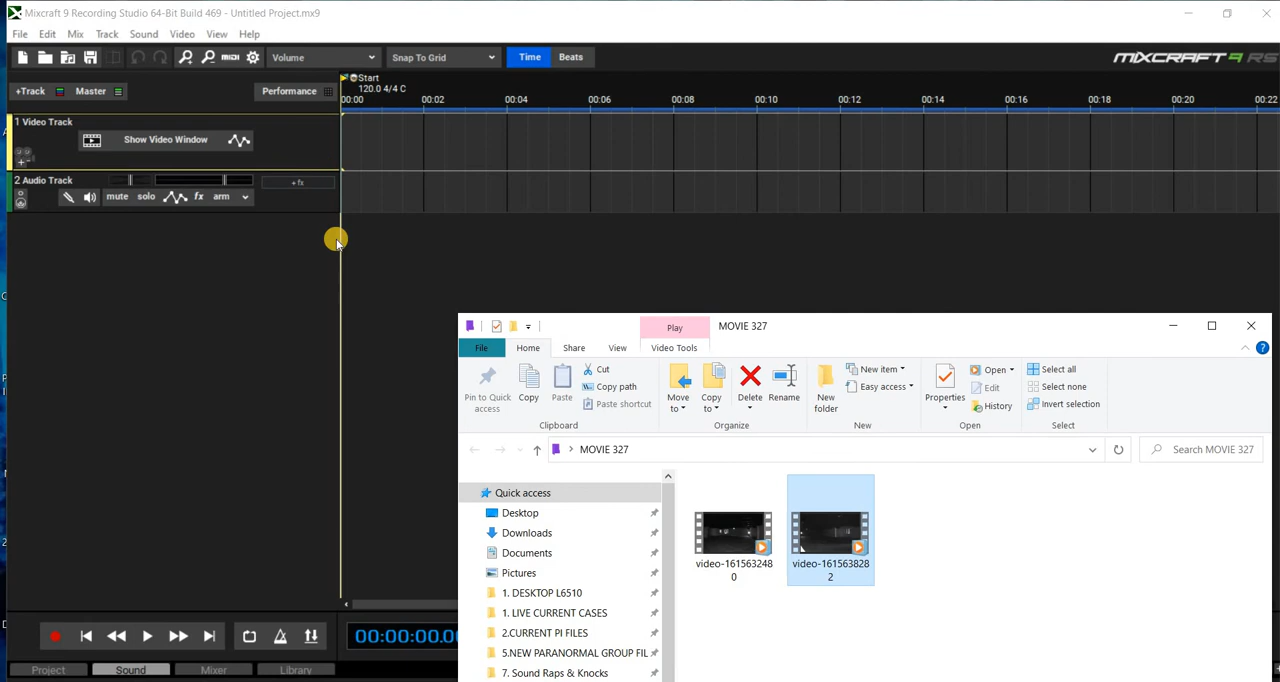 Mixcraft 9 Recording Studio 64-Bit Build 469 - Untitled Project.mx9
File Edit Mix Track Sound Video View Help
MIDI Volume Snap To Grid Time Beats MIXCRAFT 9 RS
+Track Master Performance
Start
120.0 4/4 C
00:00 00:02 00:04 00:06 00:08 00:10 00:12 00:14 00:16 00:18 00:20 00:22
1 Video Track
Show Video Window
2 Audio Track
+fx
mute solo fx arm
MOVIE 327
Play
File Home Share View Video Tools
Pin to Quick access
Copy
Paste
Cut
Copy path
Paste shortcut
Move to
Copy to
Delete
Rename
New folder
New item
Easy access
Properties
Open
Edit
History
Select all
Select none
Invert selection
Clipboard Organize New Open Select
MOVIE 327
Search MOVIE 327
Quick access
Desktop
Downloads
Documents
Pictures
1. DESKTOP L6510
1. LIVE CURRENT CASES
2.CURRENT PI FILES
5.NEW PARANORMAL GROUP FIL
7. Sound Raps & Knocks
video-161563248
0
video-161563828
2
00:00:00.00
Project Sound Mixer Library